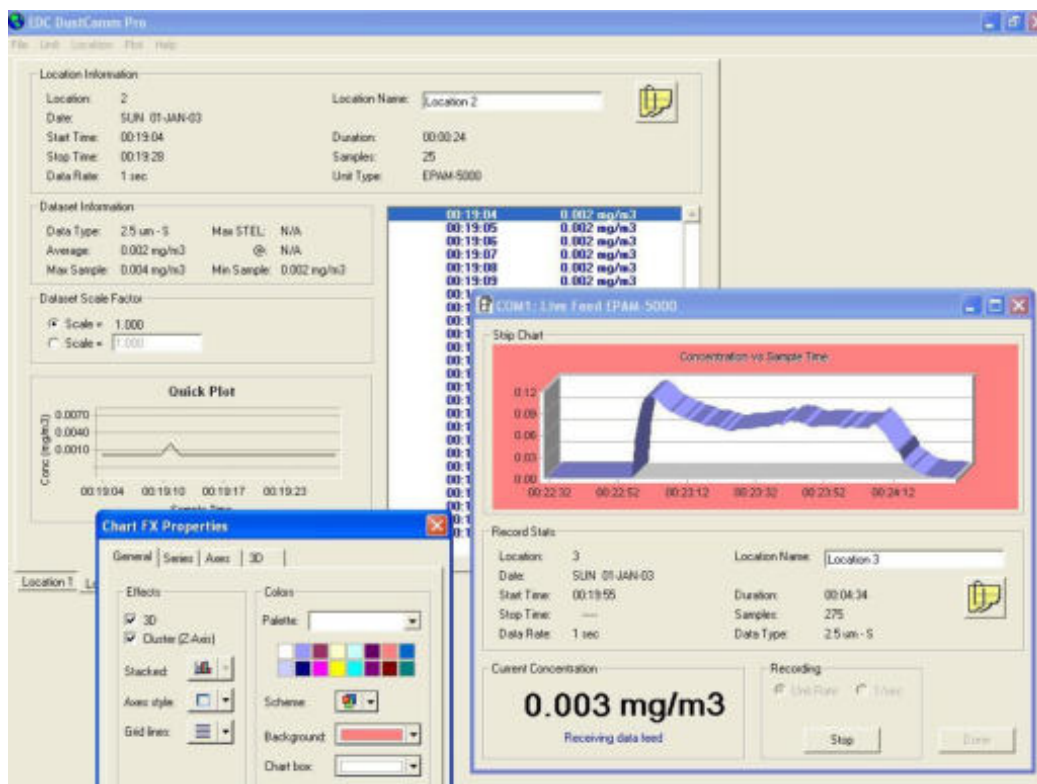 EDC DustComm Pro
File Unit Location Plot Help
Location Information
Location: 2
Location Name: Location 2
Date: SUN 01-JAN-03
Start Time: 00:19:04
Duration: 00:00:24
Stop Time: 00:19:28
Samples: 25
Data Rate: 1 sec
Unit Type: EPAM-5000
Dataset Information
Data Type: 2.5 um - S
Max STEL: N/A
Average: 0.002 mg/m3
@: N/A
Max Sample: 0.004 mg/m3
Min Sample: 0.002 mg/m3
00:19:04 0.002 mg/m3
00:19:05 0.002 mg/m3
00:19:06 0.002 mg/m3
00:19:07 0.002 mg/m3
00:19:08 0.002 mg/m3
00:19:09 0.002 mg/m3
Dataset Scale Factor
Scale = 1.000
Scale = 1.000
Quick Plot
Conc (mg/m3)
0.0070
0.0040
0.0010
00:19:04 00:19:10 00:19:17 00:19:23
Sample Time
Location 1
COM1: Live Feed EPAM-5000
Strip Chart
Concentration vs Sample Time
0.12
0.09
0.06
0.03
0.00
00:22:32 00:22:52 00:23:12 00:23:32 00:23:52 00:24:12
Record Stats
Location: 3
Location Name: Location 3
Date: SUN 01-JAN-03
Start Time: 00:19:55
Duration: 00:04:34
Stop Time: ----
Samples: 275
Data Rate: 1 sec
Data Type: 2.5 um - S
Current Concentration
0.003 mg/m3
Receiving data feed
Recording
Unit Rate 1/sec
Stop
Done
Chart FX Properties
General Series Axes 3D
Effects
3D
Cluster (Z-Axis)
Stacked:
Axes style:
Grid lines:
Colors
Palette:
Scheme:
Background:
Chart box: